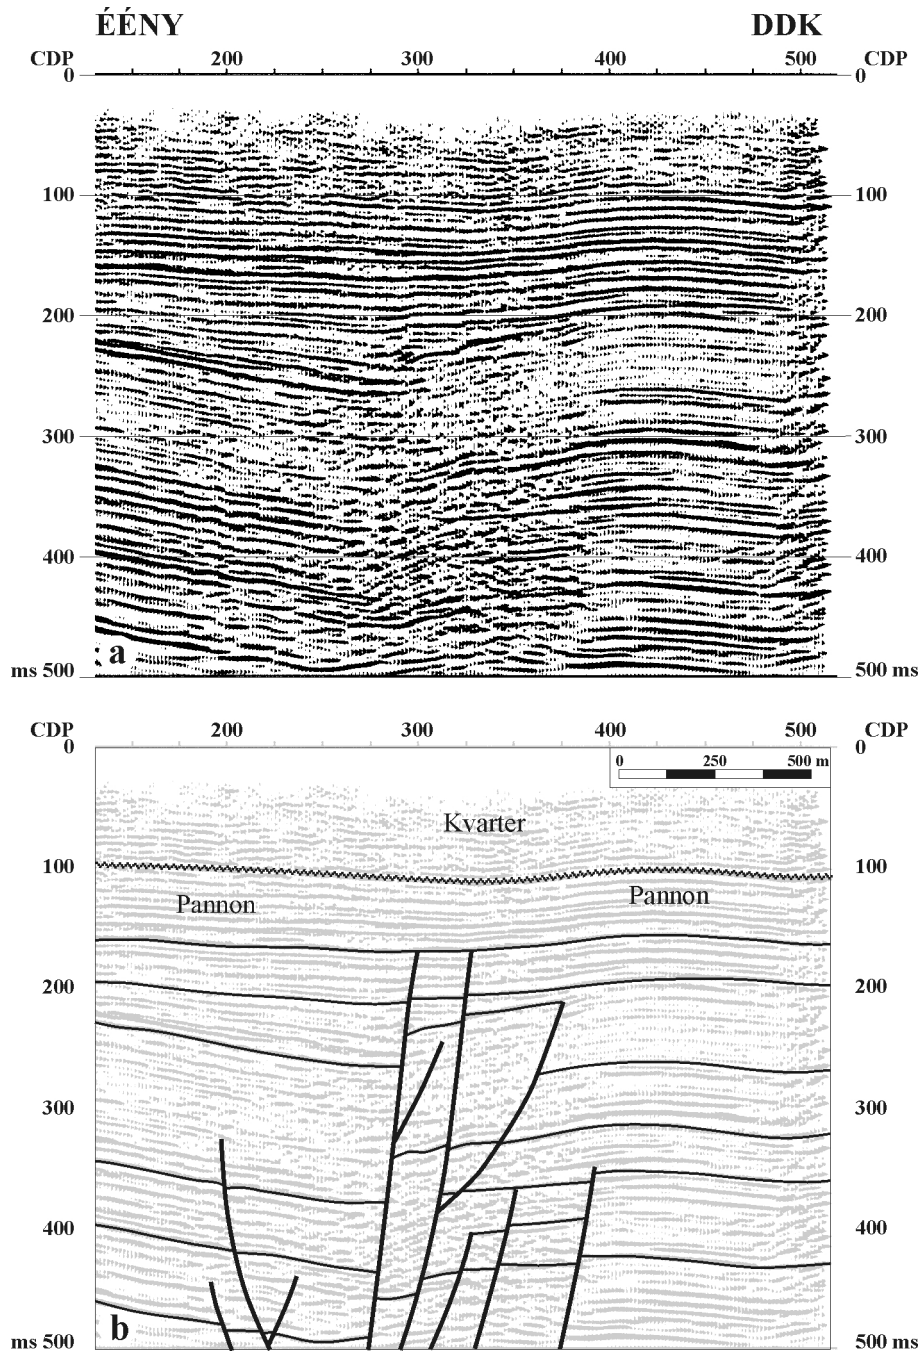 ÉÉNY DDK
CDP 200 300 400 500 CDP
0 0
100 100
200 200
300 300
400 400
a
ms 500 500 ms
CDP 200 300 400 500 CDP
0 0
0 250 500 m
Kvarter
100 100
Pannon Pannon
200 200
300 300
400 400
b
ms 500 500 ms